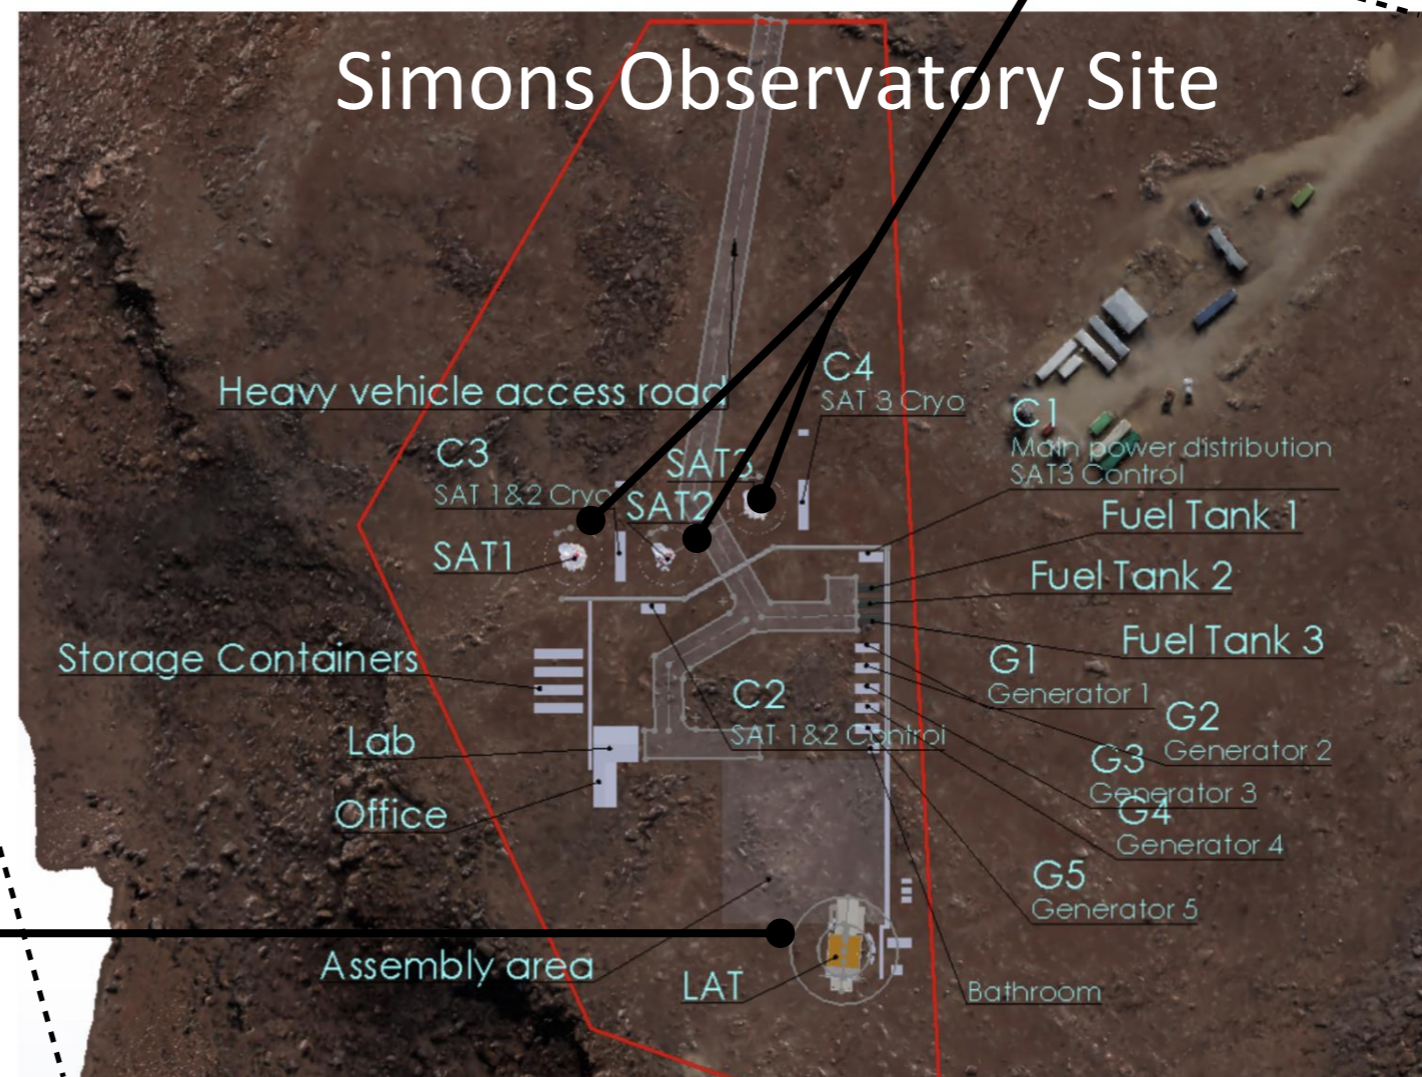 Simons Observatory Site
Heavy vehicle access road
C4
SAT 3 Cryo
C1
Main power distribution
SAT3 Control
C3
SAT 1&2 Cryo
SAT3
SAT2
SAT1
Fuel Tank 1
Fuel Tank 2
Fuel Tank 3
Storage Containers
G1
Generator 1
C2
SAT 1&2 Control
G2
Generator 2
Lab
G3
Generator 3
Office
G4
Generator 4
G5
Generator 5
Assembly area
LAT
Bathroom